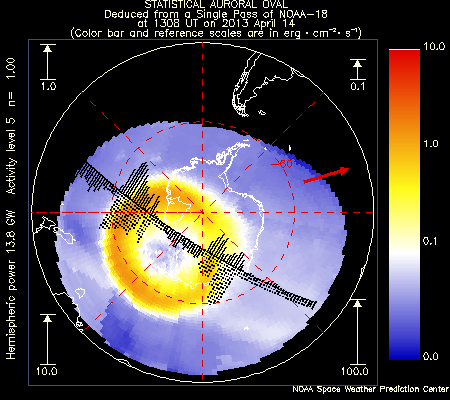 STATISTICAL AURORAL OVAL
Deduced from a Single Pass of NOAA-18
at 1308 UT on 2013 April 14
(Color bar and reference scales are in erg·cm⁻²·s⁻¹)
1.0
0.1
10.0
1.0
0.1
0.0
-60
Hemispheric power 13.8 GW Activity level 5 n= 1.00
10.0
100.0
NOAA Space Weather Prediction Center